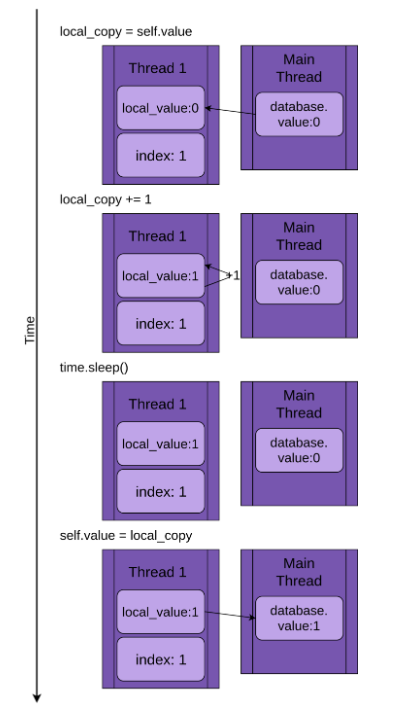 local_copy = self.value
Thread 1
local_value:0
index: 1
Main
Thread
database.
value:0
local_copy += 1
Thread 1
local_value:1
+1
index: 1
Main
Thread
database.
value:0
Time
time.sleep()
Thread 1
local_value:1
index: 1
Main
Thread
database.
value:0
self.value = local_copy
Thread 1
local_value:1
index: 1
Main
Thread
database.
value:1